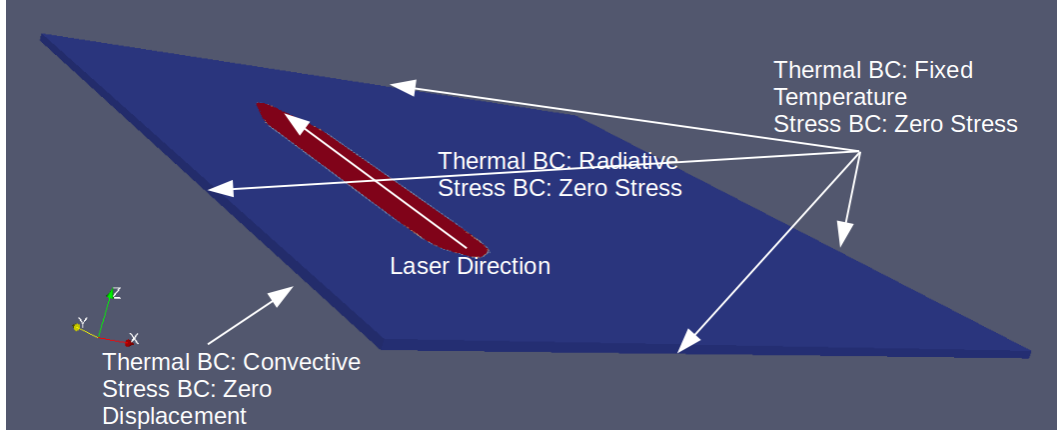 Thermal BC: Fixed
Temperature
Stress BC: Zero Stress
Thermal BC: Radiative
Stress BC: Zero Stress
Laser Direction
Z
Y
X
Thermal BC: Convective
Stress BC: Zero
Displacement